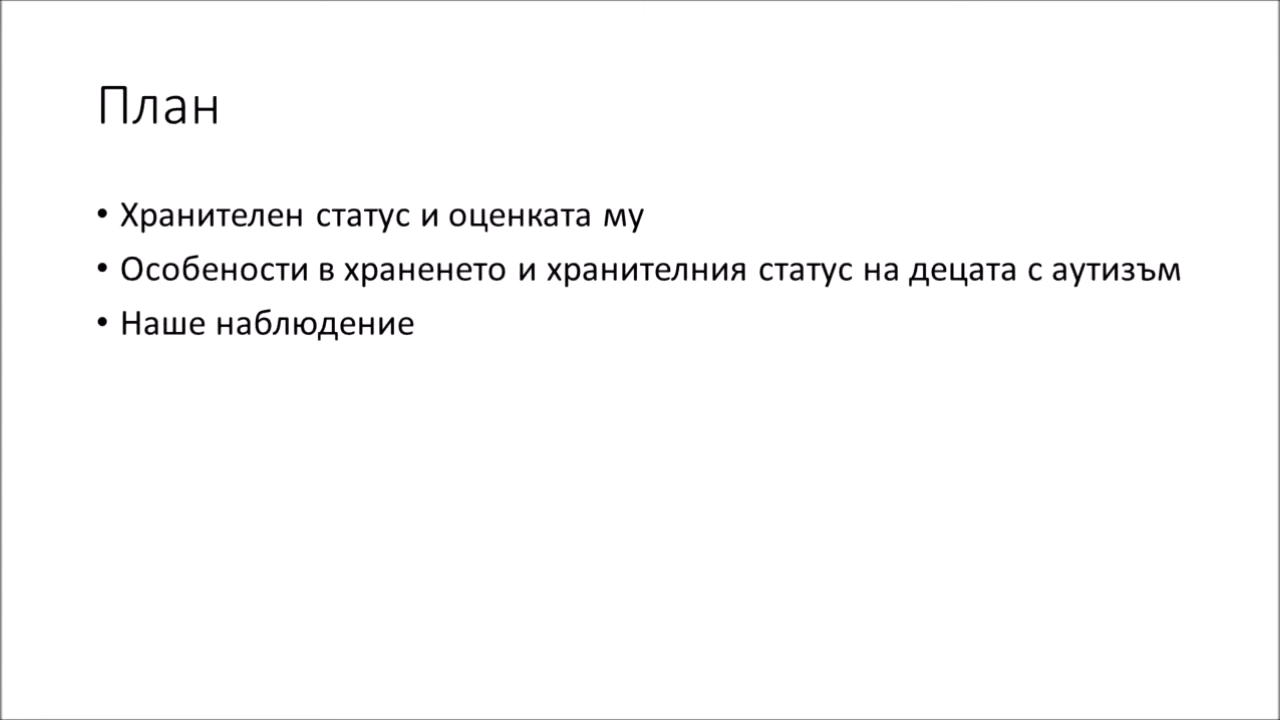 План
• Хранителен статус и оценката му
• Особености в храненето и хранителния статус на децата с аутизъм
• Наше наблюдение